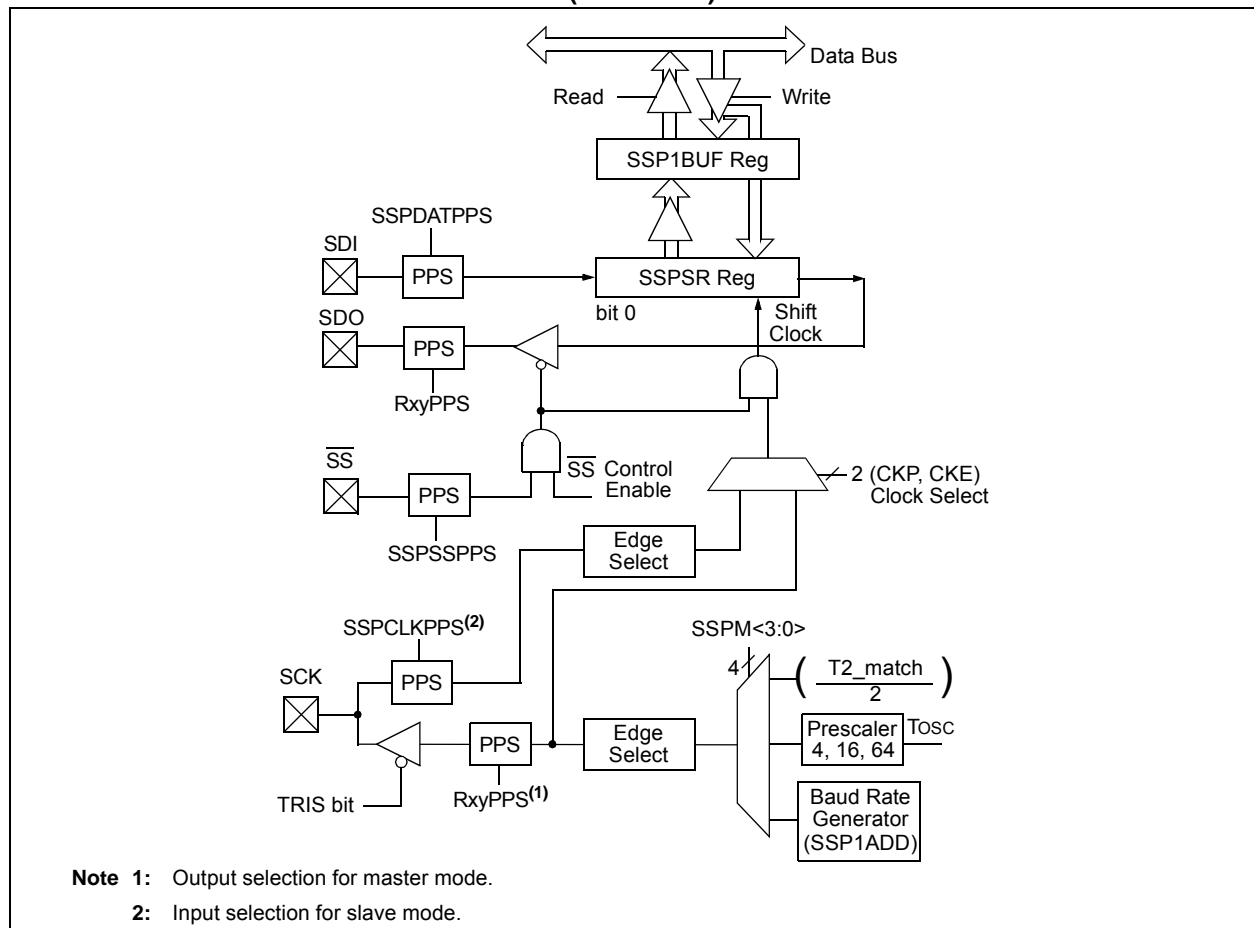 Data Bus
Read
Write
SSP1BUF Reg
SSPDATPPS
SDI
PPS
SSPSR Reg
bit 0
Shift
Clock
SDO
PPS
RxyPPS
SS
SS Control
Enable
PPS
SSPSSPPS
2 (CKP, CKE)
Clock Select
Edge
Select
SSPCLKPPS(2)
SSPM<3:0>
4
SCK
PPS
( T2_match
2 )
Prescaler
4, 16, 64
TOSC
Edge
Select
PPS
RxyPPS(1)
TRIS bit
Baud Rate
Generator
(SSP1ADD)
Note 1: Output selection for master mode.
2: Input selection for slave mode.